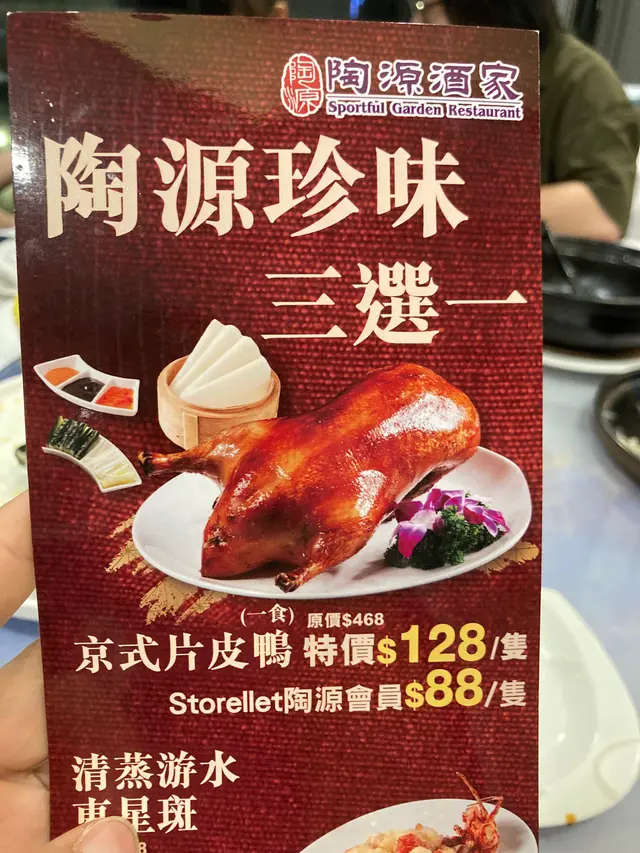 陶源
陶源酒家
Sportful Garden Restaurant
陶源珍味
三選一
(一食) 原價$468
京式片皮鴨 特價$128/隻
Storellet陶源會員$88/隻
清蒸游水
東星斑
8